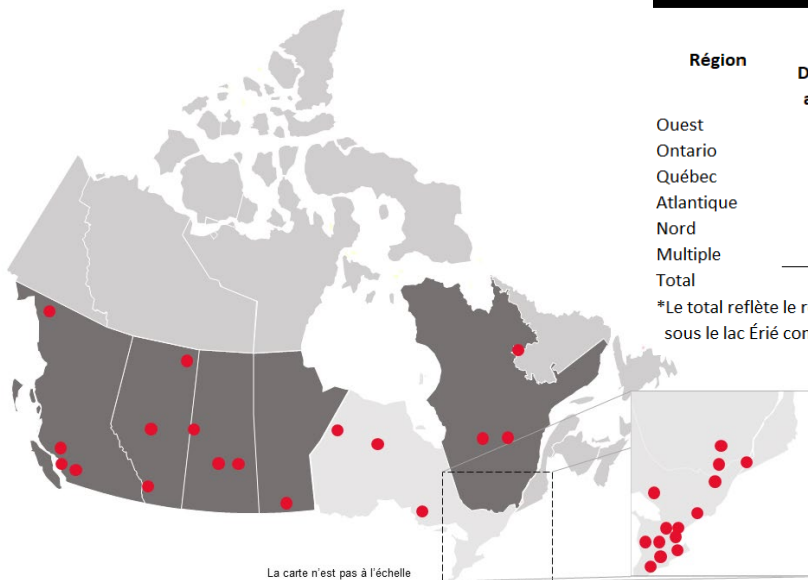 Région
D
a
Ouest
Ontario
Québec
Atlantique
Nord
Multiple
Total
*Le total reflète le r
sous le lac Érié con
La carte n'est pas à l'échelle